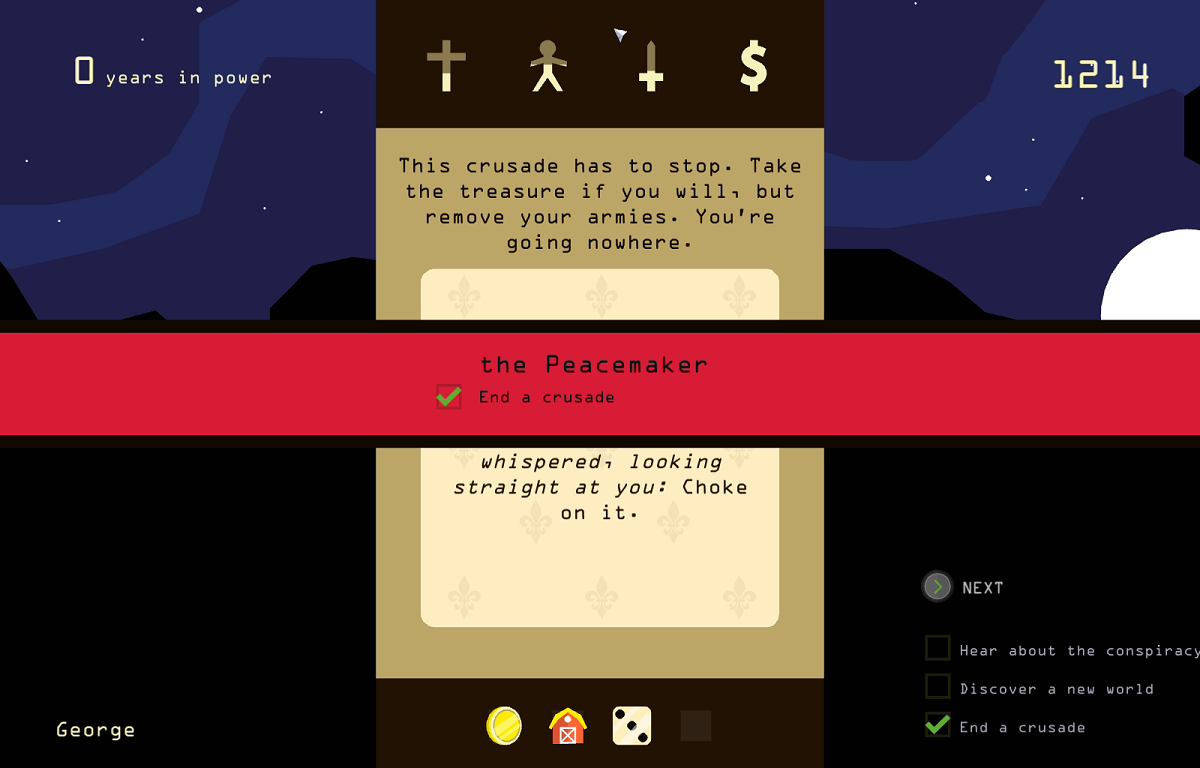 0 years in power
1214
This crusade has to stop. Take
the treasure if you will, but
remove your armies. You're
going nowhere.
the Peacemaker
End a crusade
whispered, looking
straight at you: Choke
on it.
NEXT
Hear about the conspiracy
Discover a new world
End a crusade
George